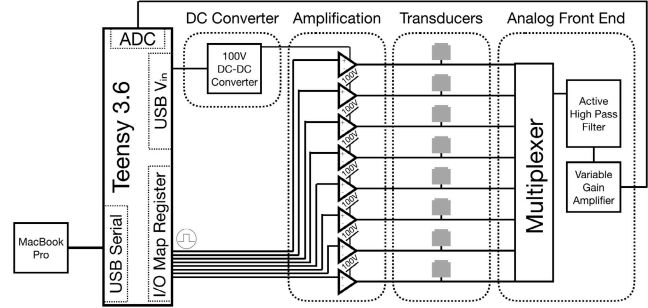 DC Converter
Amplification
Transducers
Analog Front End
ADC
Teensy 3.6
USB Vin
100V
DC-DC
Converter
100V
100V
100V
100V
100V
100V
100V
100V
Multiplexer
Active
High Pass
Filter
Variable
Gain
Amplifier
MacBook
Pro
USB Serial
I/O Map Register